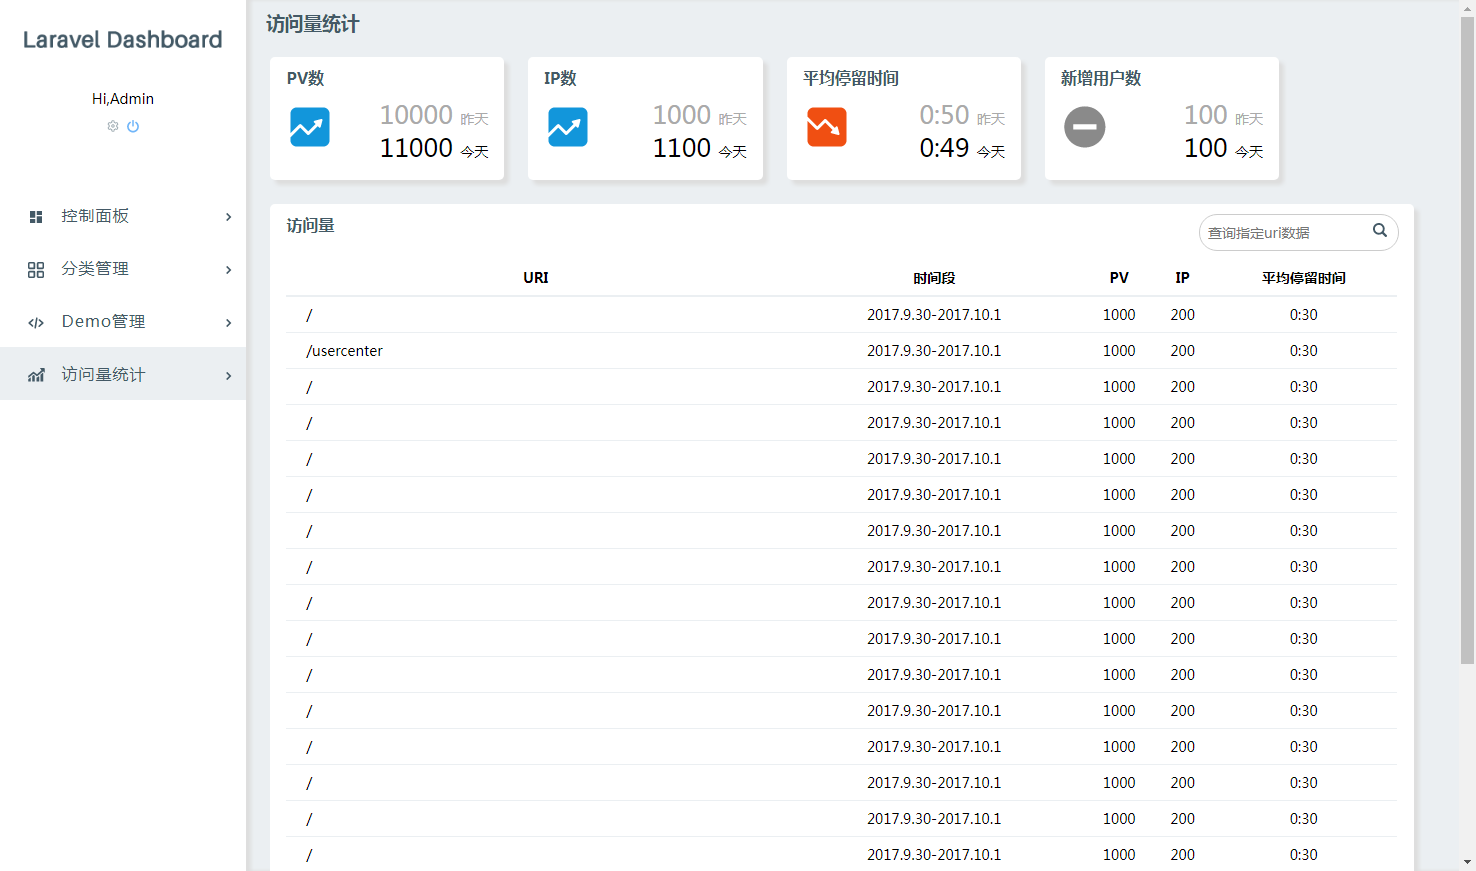 Laravel Dashboard
Hi,Admin
控制面板
分类管理
Demo管理
访问量统计
访问量统计
PV数
10000 昨天
11000 今天
IP数
1000 昨天
1100 今天
平均停留时间
0:50 昨天
0:49 今天
新增用户数
100 昨天
100 今天
访问量
查询指定uri数据
URI 时间段 PV IP 平均停留时间
/ 2017.9.30-2017.10.1 1000 200 0:30
/usercenter 2017.9.30-2017.10.1 1000 200 0:30
/ 2017.9.30-2017.10.1 1000 200 0:30
/ 2017.9.30-2017.10.1 1000 200 0:30
/ 2017.9.30-2017.10.1 1000 200 0:30
/ 2017.9.30-2017.10.1 1000 200 0:30
/ 2017.9.30-2017.10.1 1000 200 0:30
/ 2017.9.30-2017.10.1 1000 200 0:30
/ 2017.9.30-2017.10.1 1000 200 0:30
/ 2017.9.30-2017.10.1 1000 200 0:30
/ 2017.9.30-2017.10.1 1000 200 0:30
/ 2017.9.30-2017.10.1 1000 200 0:30
/ 2017.9.30-2017.10.1 1000 200 0:30
/ 2017.9.30-2017.10.1 1000 200 0:30
/ 2017.9.30-2017.10.1 1000 200 0:30
/ 2017.9.30-2017.10.1 1000 200 0:30